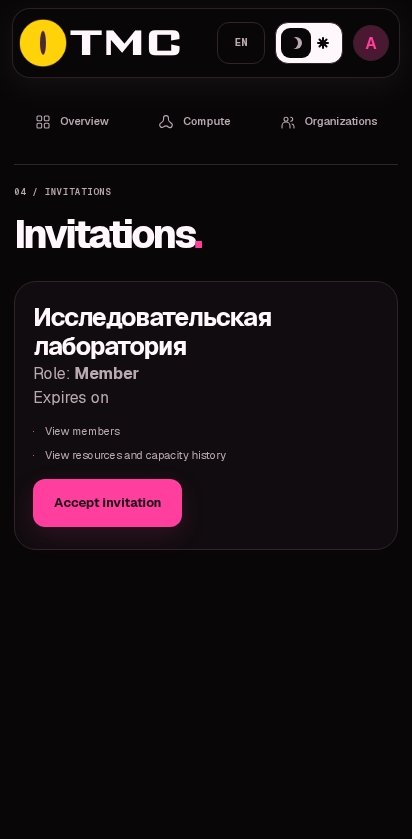 TMC
EN
A
Overview
Compute
Organizations
04 / INVITATIONS
Invitations.
Исследовательская
лаборатория
Role: Member
Expires on
· View members
· View resources and capacity history
Accept invitation